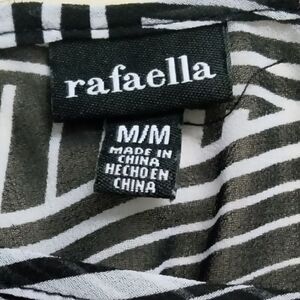 rafaella
M/M
MADE IN
CHINA
HECHO EN
CHINA